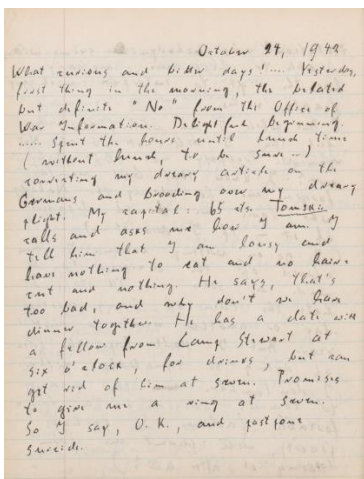 October 24, 1942
What curious and bitter days! .... Yesterday,
first thing in the morning, the belated
but definite "No" from the Office of
War Information. Delightful beginning.
..... Spent the hours until lunch time
(without lunch, to be sure ...)
correcting my dreary article on the
Germans and brooding over my dreary
plight. My capital: 65 cts. Tomski
calls and asks me how I am. I
tell him that I am lousy and
have nothing to eat and no hair
cut and nothing. He says, that's
too bad, and why don't we have
dinner together. He has a date with
a fellow from Camp Stewart at
six o'clock, for drinks, but can
get rid of him at seven. Promises
to give me a ring at seven.
So I say, O.K., and postpone
suicide.